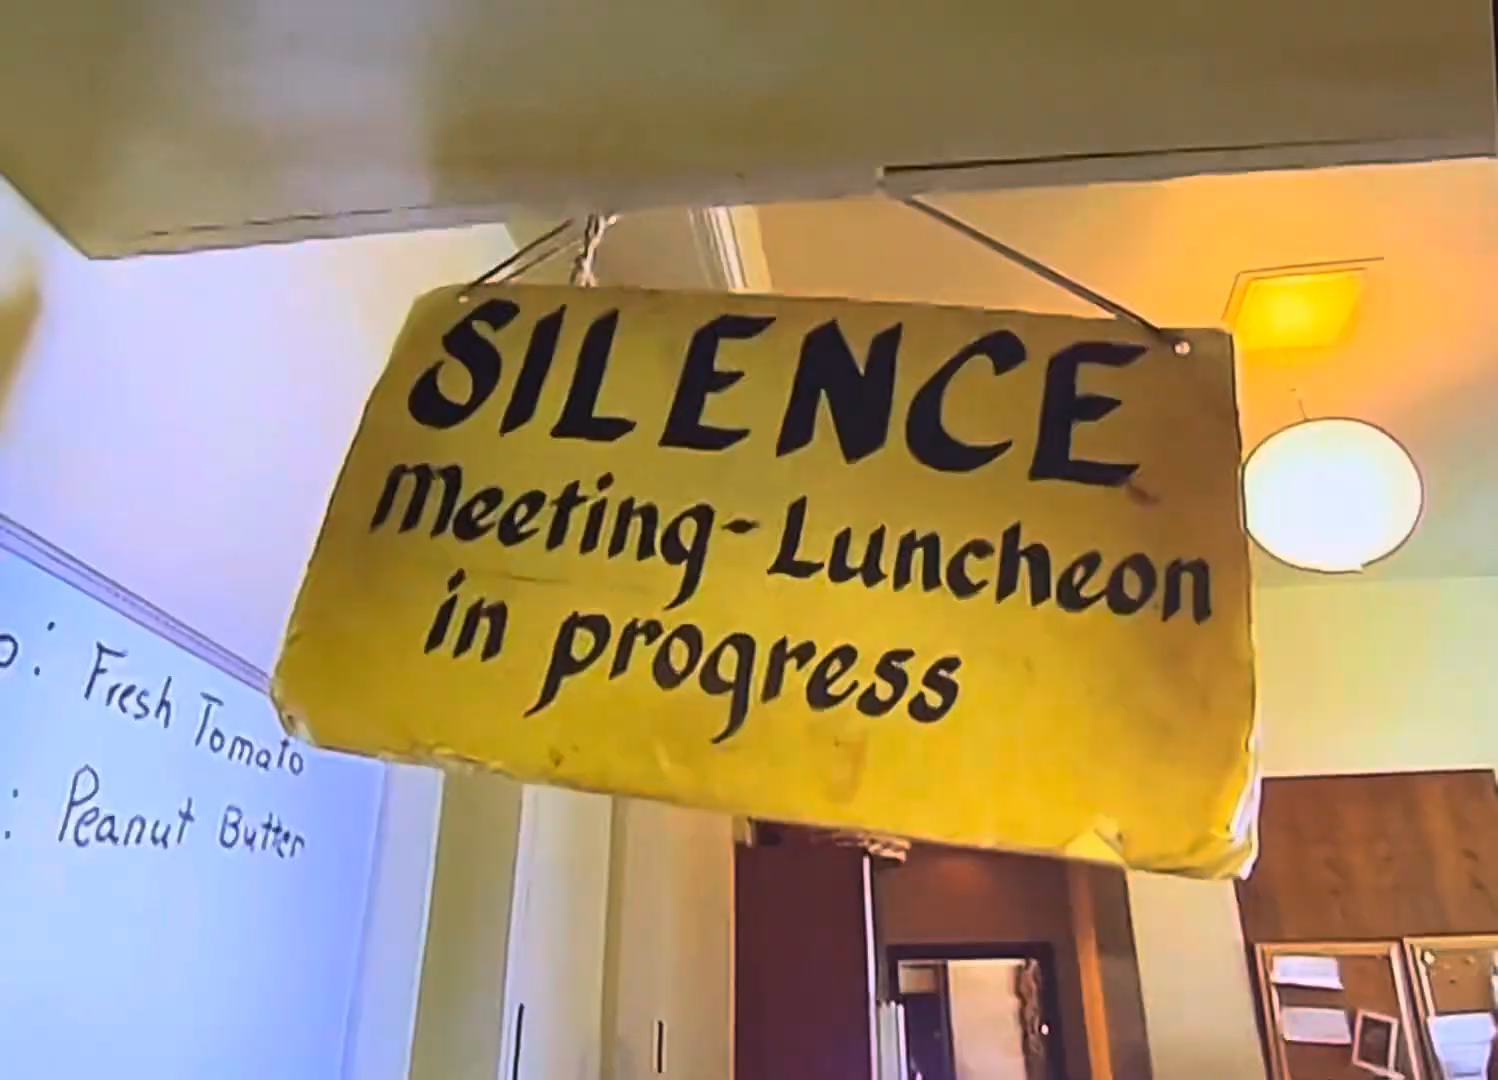 SILENCE
Meeting-Luncheon
in progress
: Fresh Tomato
: Peanut Butter